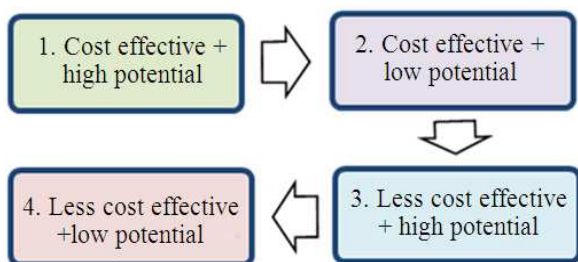 1. Cost effective +
high potential
2. Cost effective +
low potential
3. Less cost effective
+ high potential
4. Less cost effective
+low potential